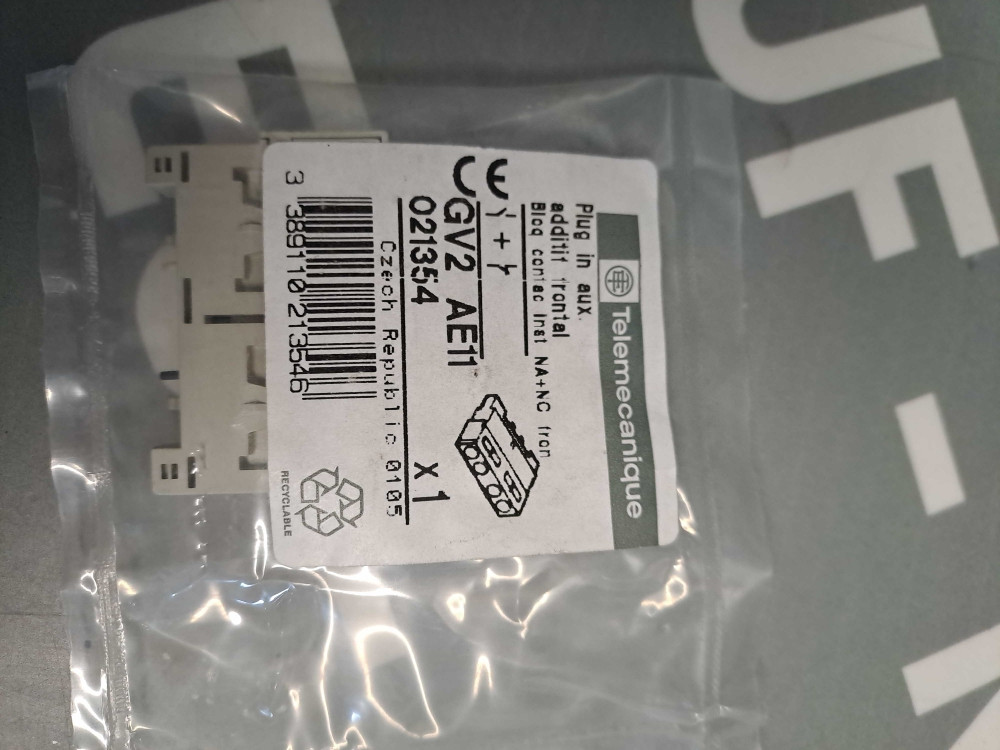 Telemecanique
Plug in aux.
additif frontal
Bloq contac Inst NA+NC fron
CE
GV2 AE11
021354
x 1
Czech Republic 0105
3 389110 213546
RECYCLABLE
UF-